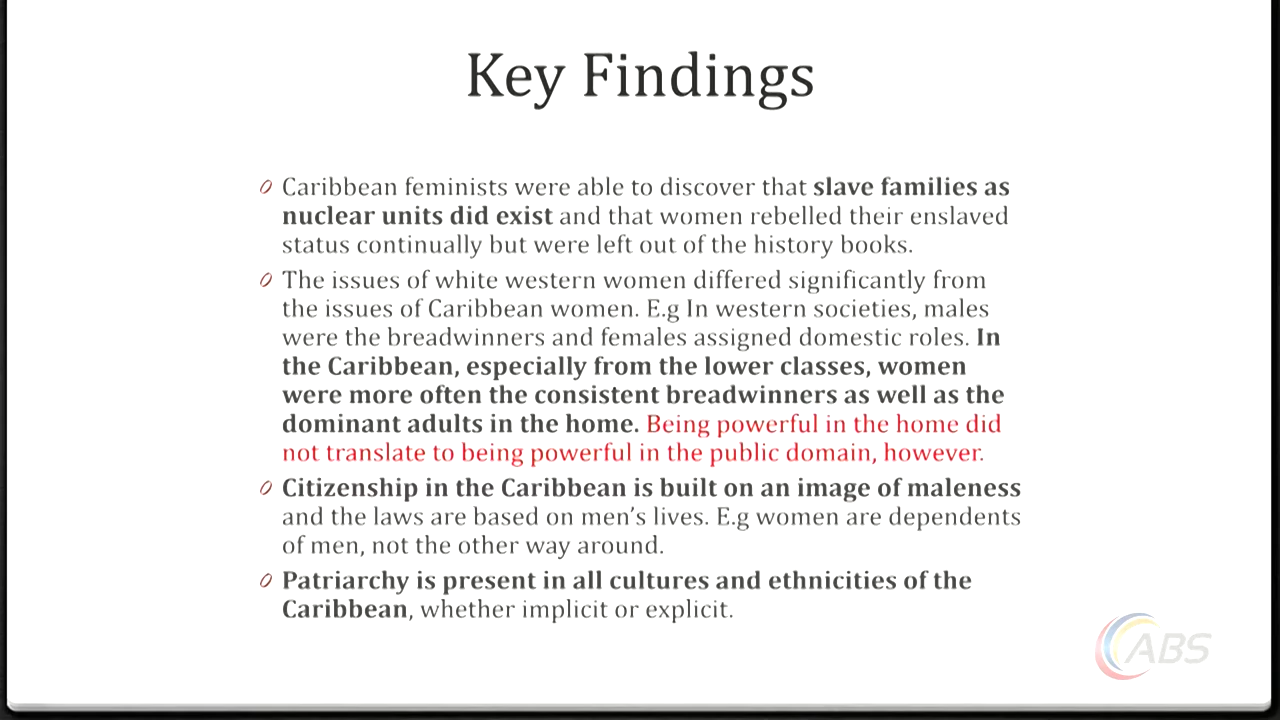 Key Findings
Caribbean feminists were able to discover that slave families as
nuclear units did exist and that women rebelled their enslaved
status continually but were left out of the history books.
The issues of white western women differed significantly from
the issues of Caribbean women. E.g In western societies, males
were the breadwinners and females assigned domestic roles. In
the Caribbean, especially from the lower classes, women
were more often the consistent breadwinners as well as the
dominant adults in the home. Being powerful in the home did
not translate to being powerful in the public domain, however.
Citizenship in the Caribbean is built on an image of maleness
and the laws are based on men’s lives. E.g women are dependents
of men, not the other way around.
Patriarchy is present in all cultures and ethnicities of the
Caribbean, whether implicit or explicit.
ABS